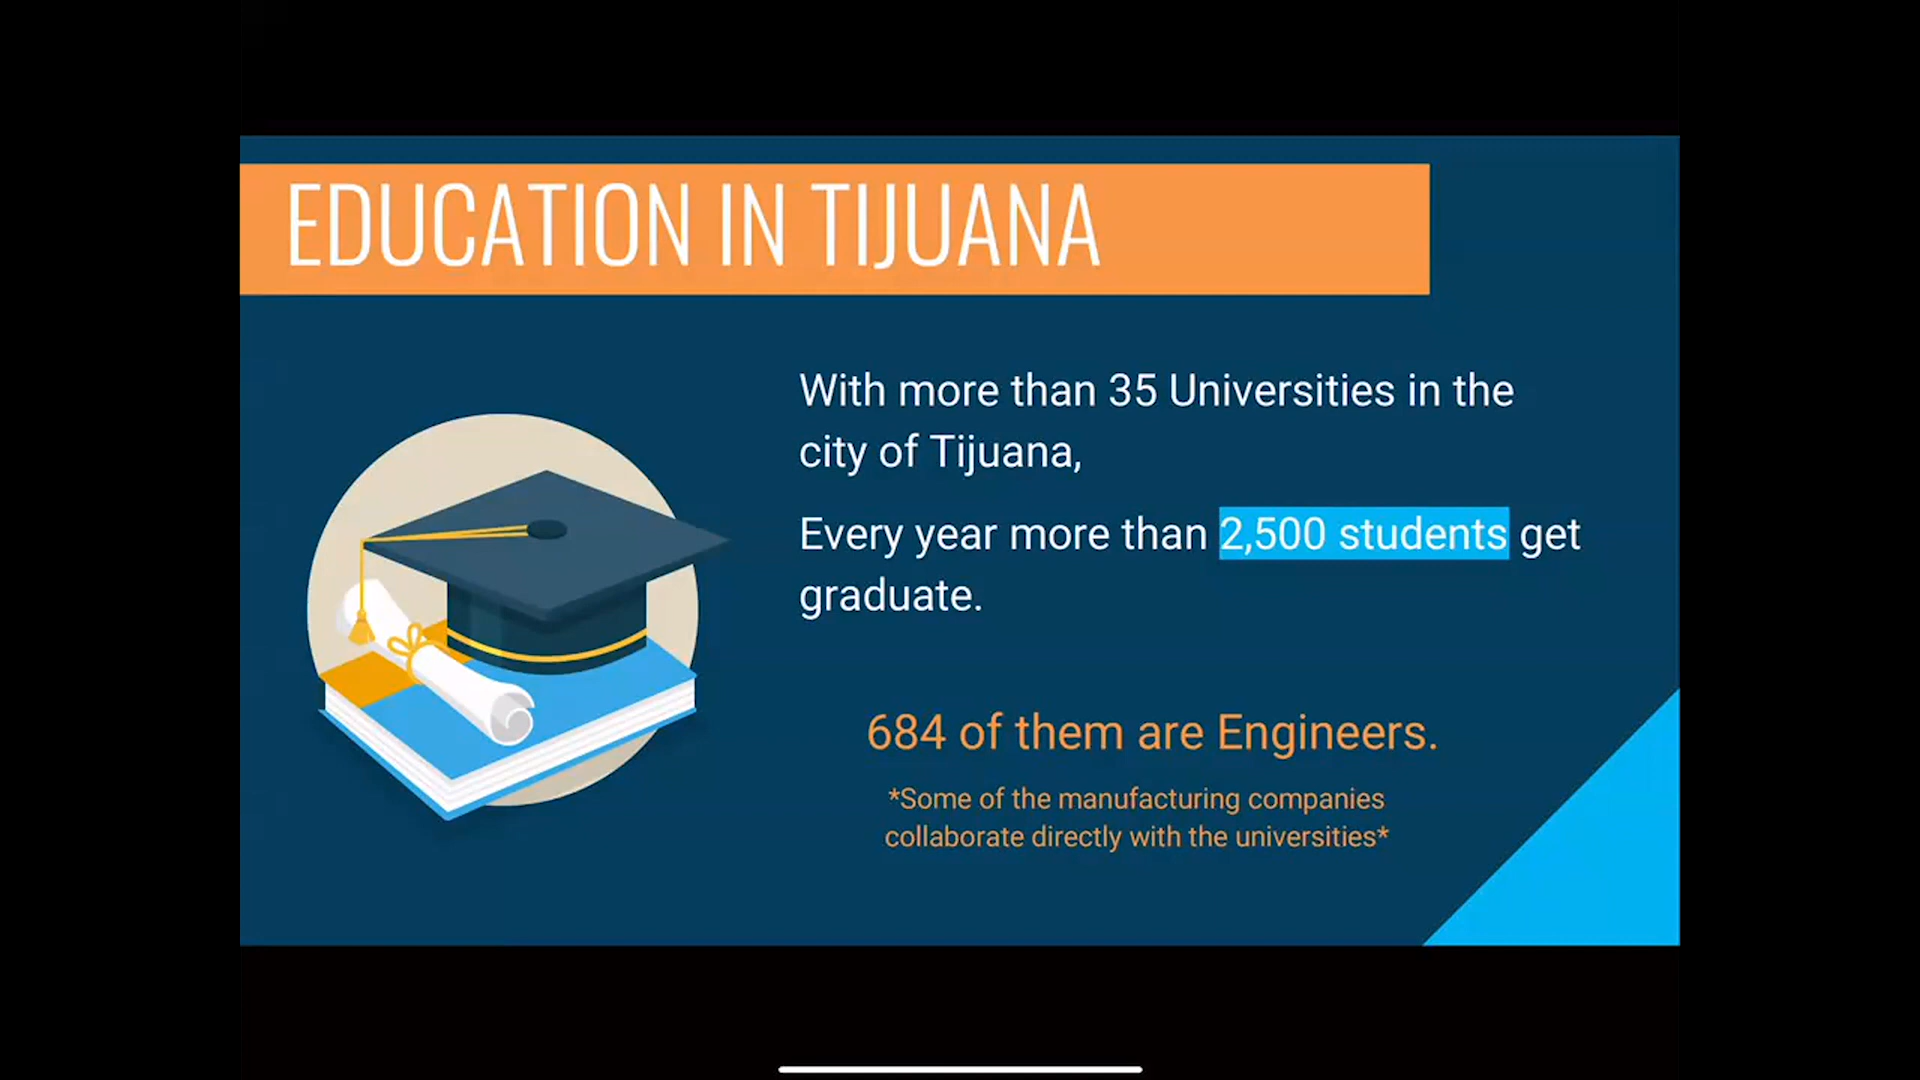 EDUCATION IN TIJUANA
With more than 35 Universities in the
city of Tijuana,
Every year more than 2,500 students get
graduate.
684 of them are Engineers.
*Some of the manufacturing companies
collaborate directly with the universities*